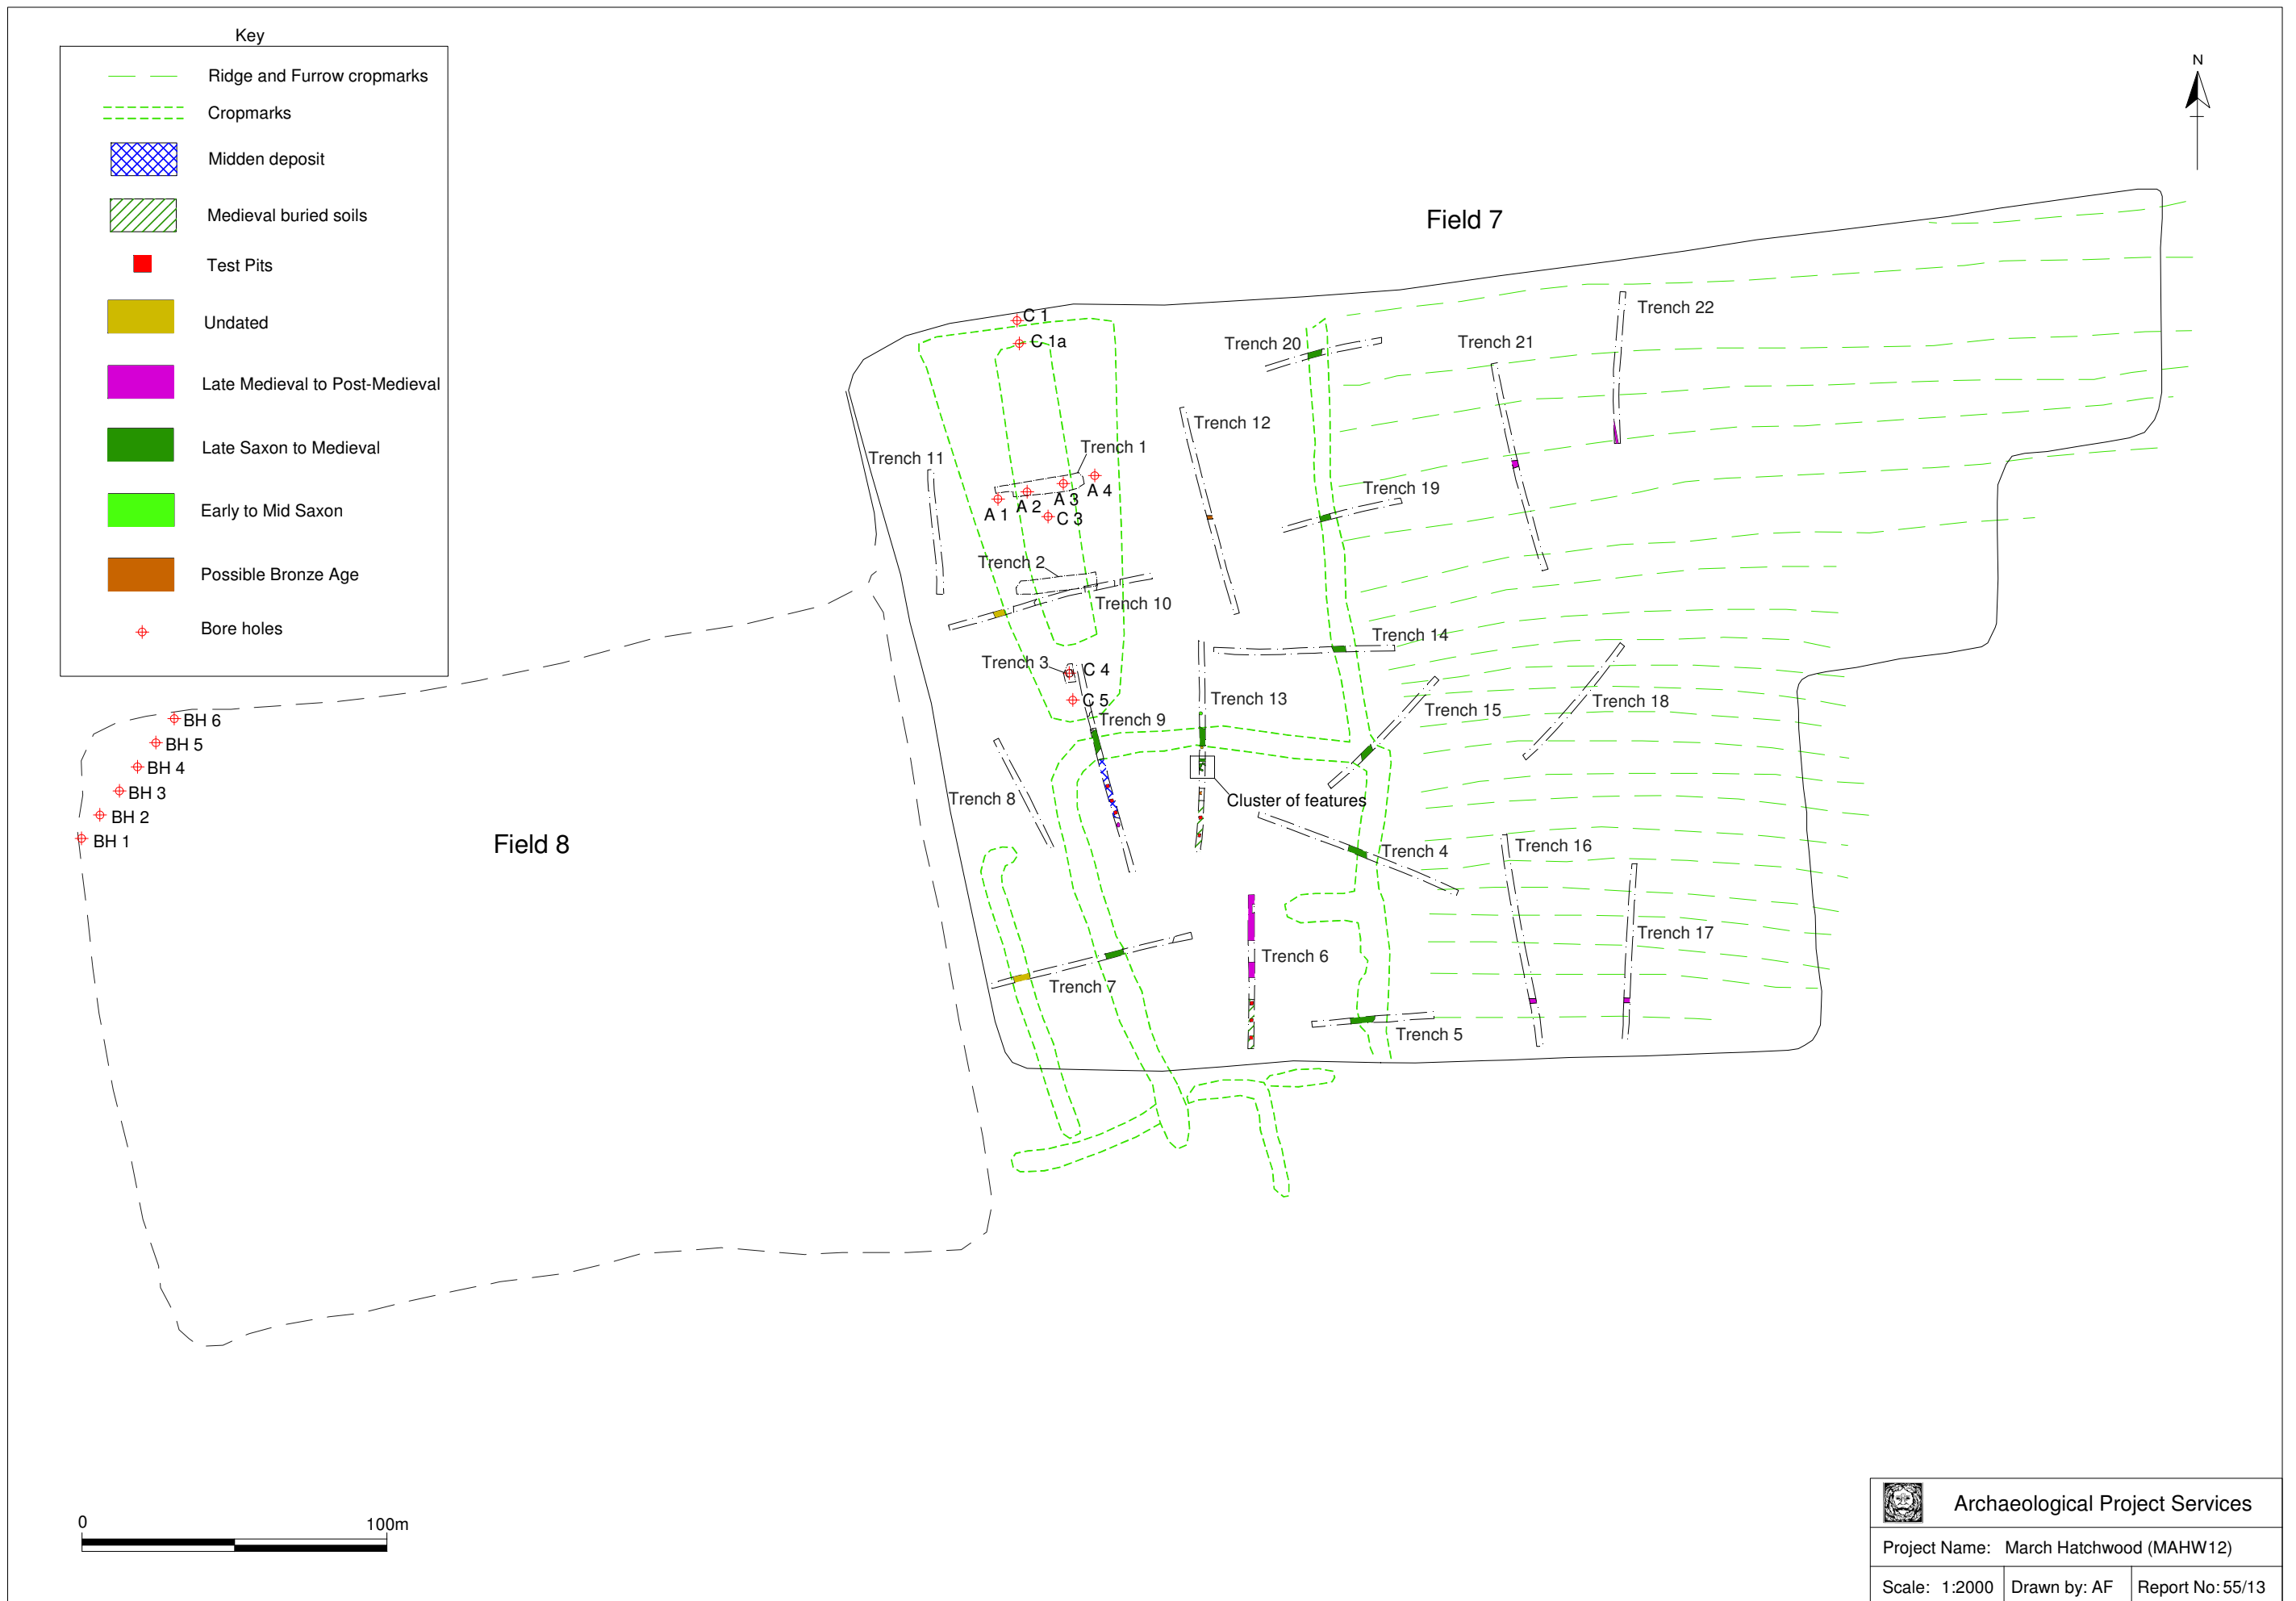 Key
Ridge and Furrow cropmarks
Cropmarks
Midden deposit
Medieval buried soils
Test Pits
Undated
Late Medieval to Post-Medieval
Late Saxon to Medieval
Early to Mid Saxon
Possible Bronze Age
Bore holes
N
Field 7
C 1
C 1a
Trench 20
Trench 21
Trench 22
Trench 12
Trench 1
Trench 11
A 1
A 2
A 3
A 4
C 3
Trench 19
Trench 2
Trench 10
Trench 14
Trench 3
C 4
C 5
Trench 13
Trench 15
Trench 18
Trench 9
BH 6
BH 5
BH 4
BH 3
BH 2
BH 1
Field 8
Trench 8
Cluster of features
Trench 4
Trench 16
Trench 17
Trench 6
Trench 7
Trench 5
0
100m
Archaeological Project Services
Project Name: March Hatchwood (MAHW12)
Scale: 1:2000
Drawn by: AF
Report No: 55/13